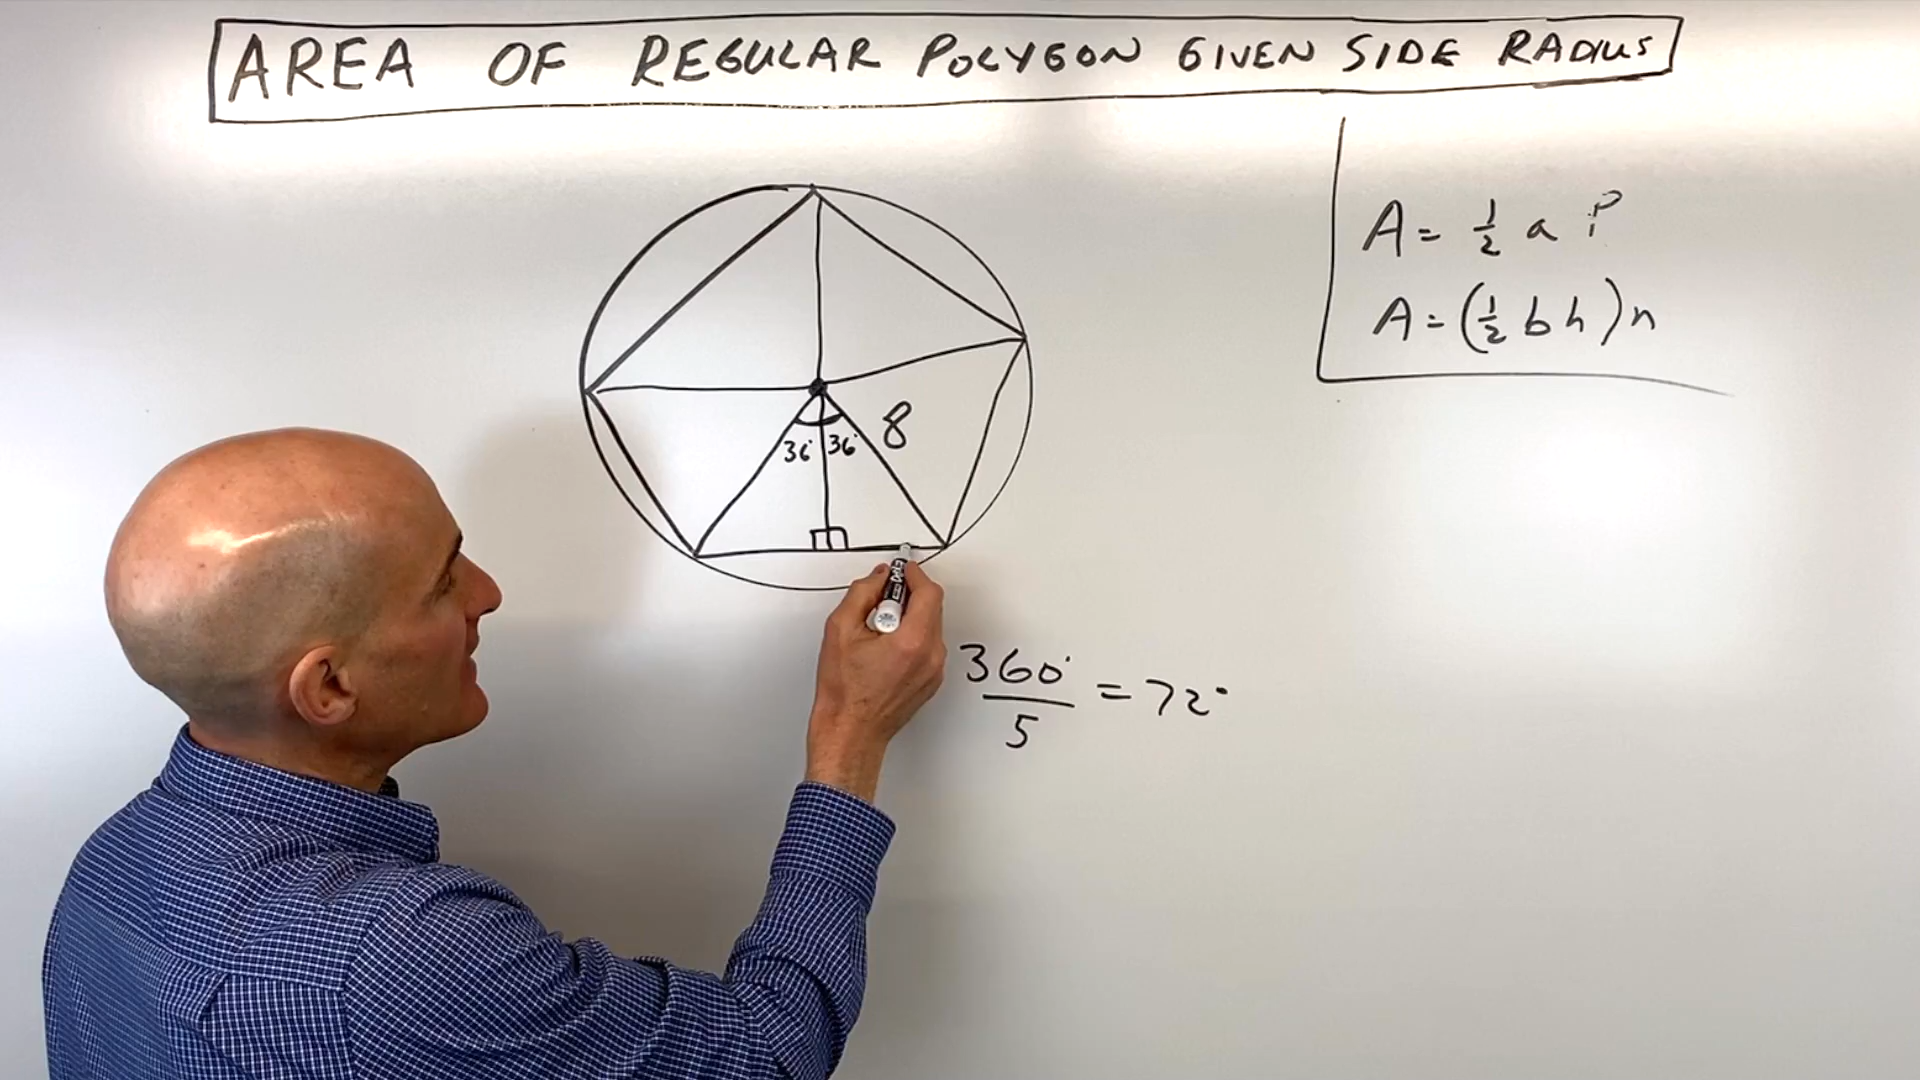 AREA OF REGULAR POLYGON GIVEN SIDE RADIUS
A = 1/2 a P
A = (1/2 b h) n
8
36° 36°
360°/5 = 72°